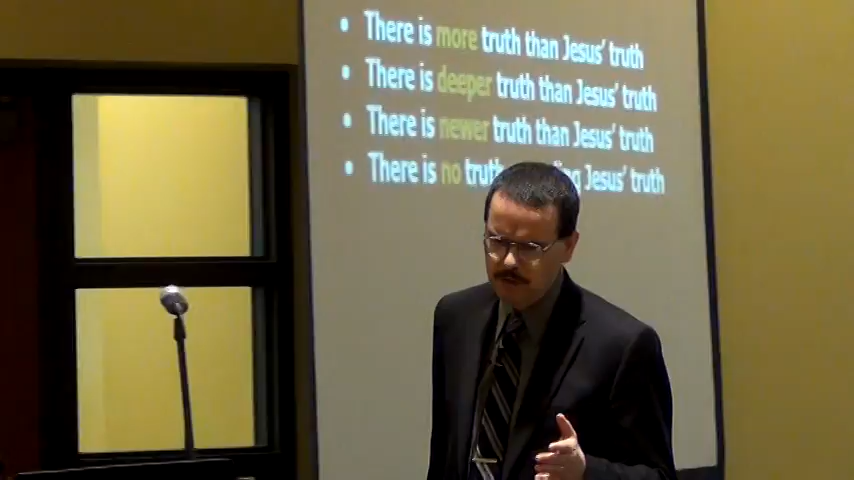 • There is more truth than Jesus' truth
• There is deeper truth than Jesus' truth
• There is newer truth than Jesus' truth
• There is no truth Jesus' truth